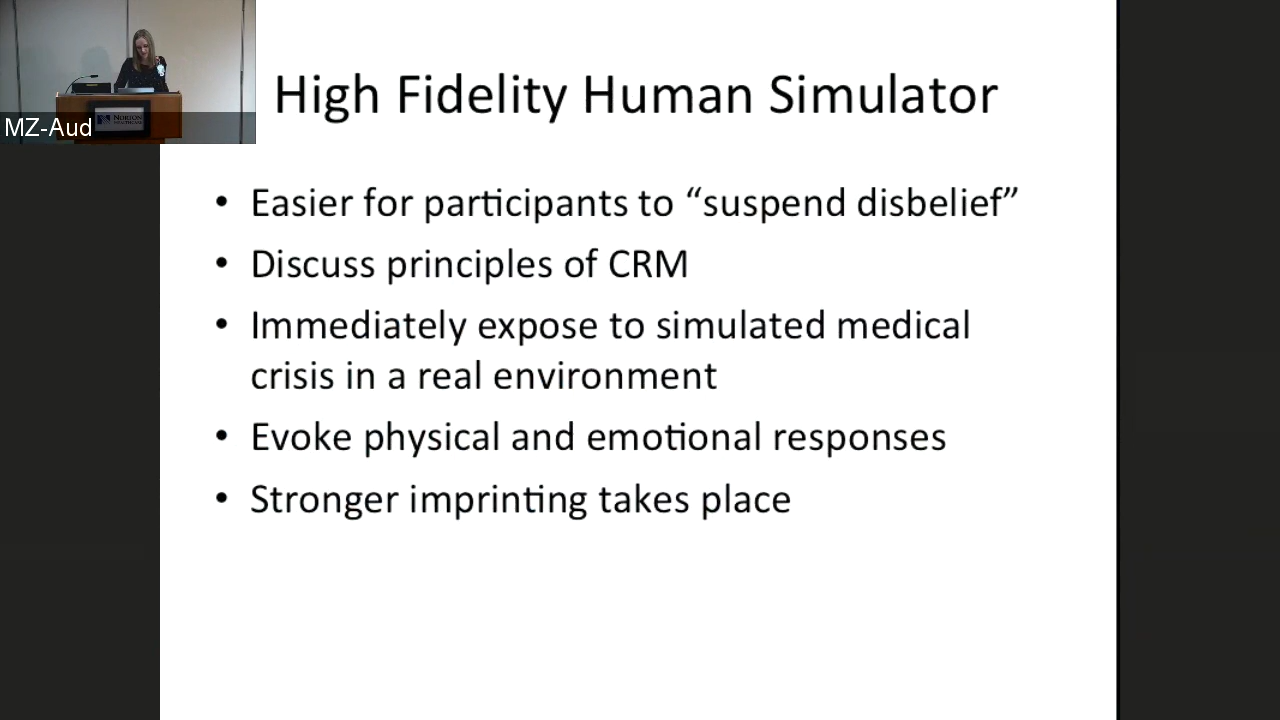 High Fidelity Human Simulator
MZ-Aud
NORTON
• Easier for participants to “suspend disbelief”
• Discuss principles of CRM
• Immediately expose to simulated medical
crisis in a real environment
• Evoke physical and emotional responses
• Stronger imprinting takes place